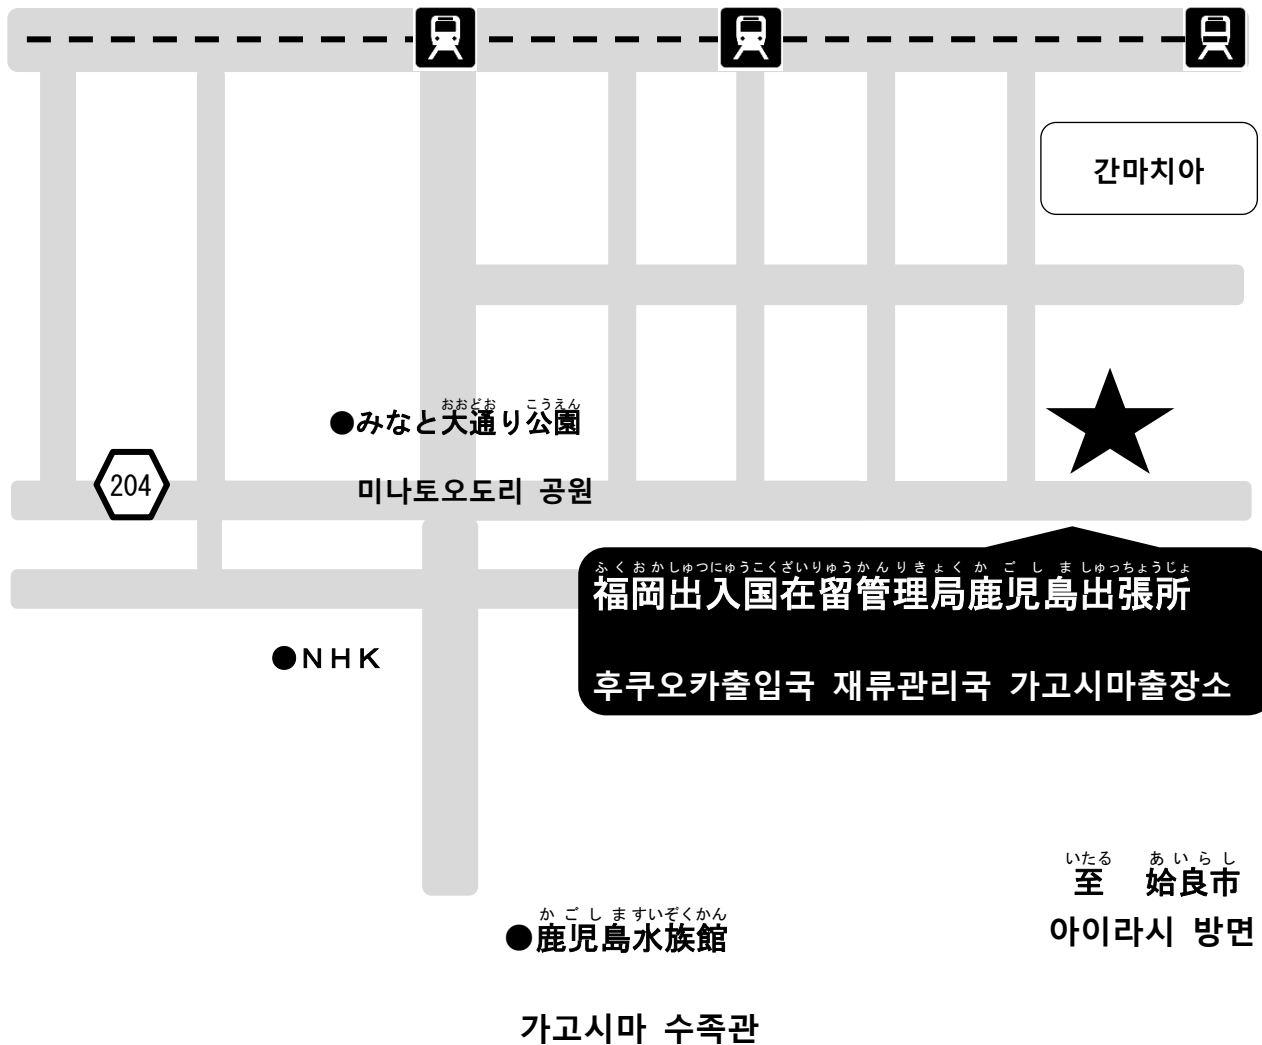 간마치아
おおどお こうえん
●みなと大通り公園
204
미나토오도리 공원
ふくおかしゅつにゅうこくざいりゅうかんりきょくかごしましゅっちょうじょ
福岡出入国在留管理局鹿児島出張所
●NHK
후쿠오카출입국 재류관리국 가고시마출장소
いたる あいらし
至 姶良市
かごしますいぞくかん
●鹿児島水族館
아이라시 방면
가고시마 수족관